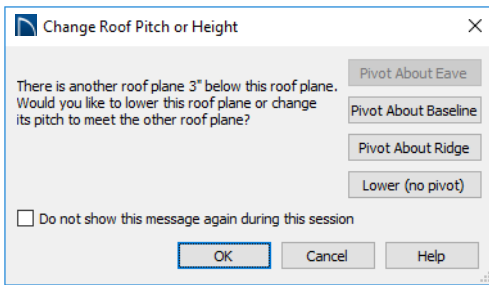 Change Roof Pitch or Height
There is another roof plane 3" below this roof plane.
Would you like to lower this roof plane or change
its pitch to meet the other roof plane?
Pivot About Eave
Pivot About Baseline
Pivot About Ridge
Lower (no pivot)
Do not show this message again during this session
OK
Cancel
Help